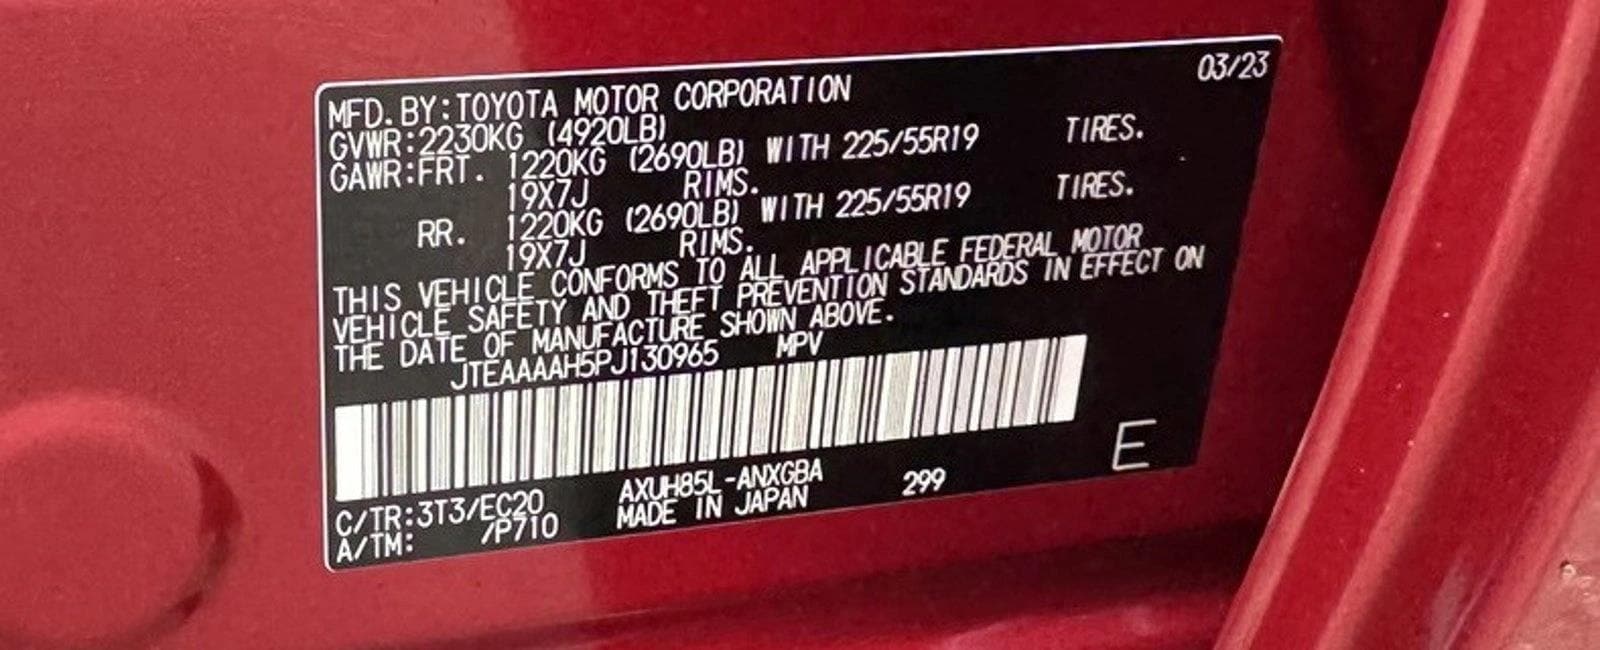 03/23
MFD.BY:TOYOTA MOTOR CORPORATION
GVWR:2230KG (4920LB)
GAWR:FRT. 1220KG (2690LB) WITH 225/55R19 TIRES.
19X7J RIMS.
RR. 1220KG (2690LB) WITH 225/55R19 TIRES.
19X7J RIMS.
THIS VEHICLE CONFORMS TO ALL APPLICABLE FEDERAL MOTOR
VEHICLE SAFETY AND THEFT PREVENTION STANDARDS IN EFFECT ON
THE DATE OF MANUFACTURE SHOWN ABOVE.
JTEAAAAH5PJ130965 MPV
E
C/TR:3T3/EC20 AXUH85L-ANXGBA 299
A/TM: /P710 MADE IN JAPAN